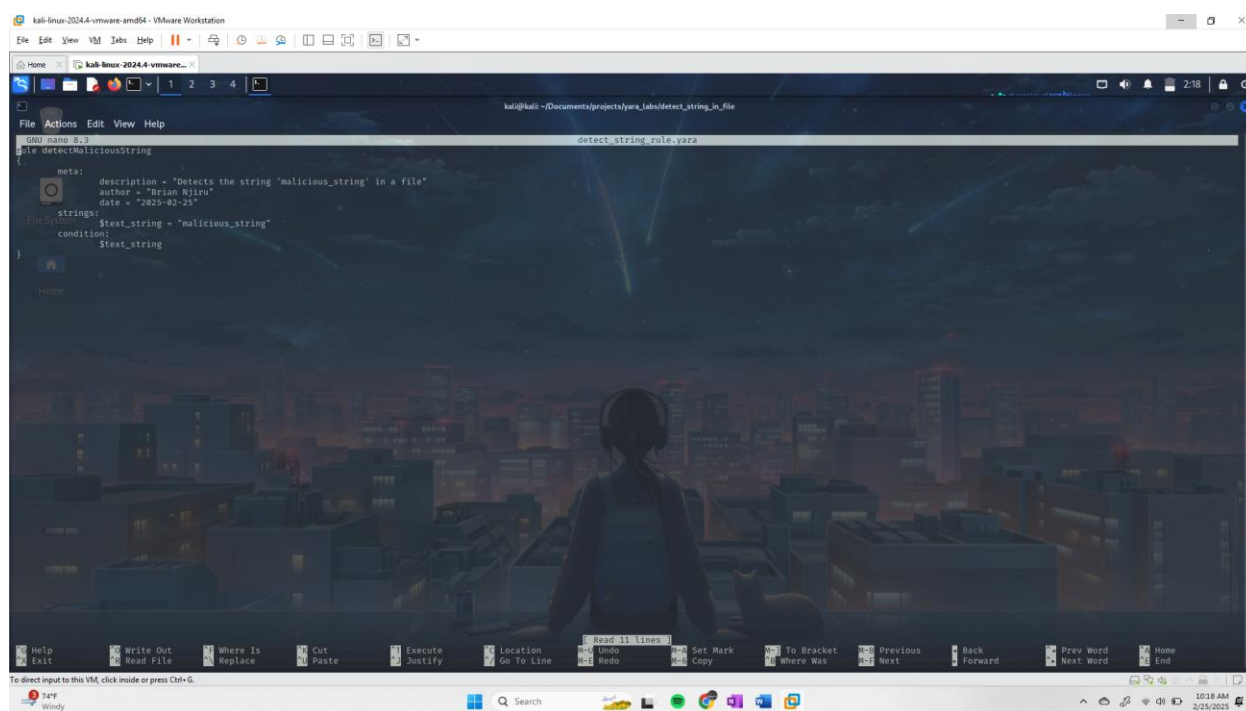 kali-linux-2024.4-vmware-amd64 - VMware Workstation
File Edit View VM Tabs Help
Home kali-linux-2024.4-vmware...
1 2 3 4 2:18
kali@kali: ~/Documents/projects/yara_labs/detect_string_in_file
File Actions Edit View Help
GNU nano 8.3 detect_string_rule.yara
rule detectMaliciousString
{
meta:
description = "Detects the string 'malicious_string' in a file"
author = "Brian Njiru"
date = "2025-02-25"
File System
strings:
$text_string = "malicious_string"
condition:
$text_string
}
Home
[ Read 11 lines ]
^G Help ^O Write Out ^F Where Is ^K Cut ^T Execute ^C Location M-U Undo M-A Set Mark M-] To Bracket M-B Previous Back Prev Word ^A Home
^X Exit ^R Read File ^\ Replace ^U Paste ^J Justify ^/ Go To Line M-E Redo M-6 Copy ^B Where Was M-F Next Forward Next Word ^E End
To direct input to this VM, click inside or press Ctrl+G.
3 74°F
Windy
Search
10:18 AM
2/25/2025